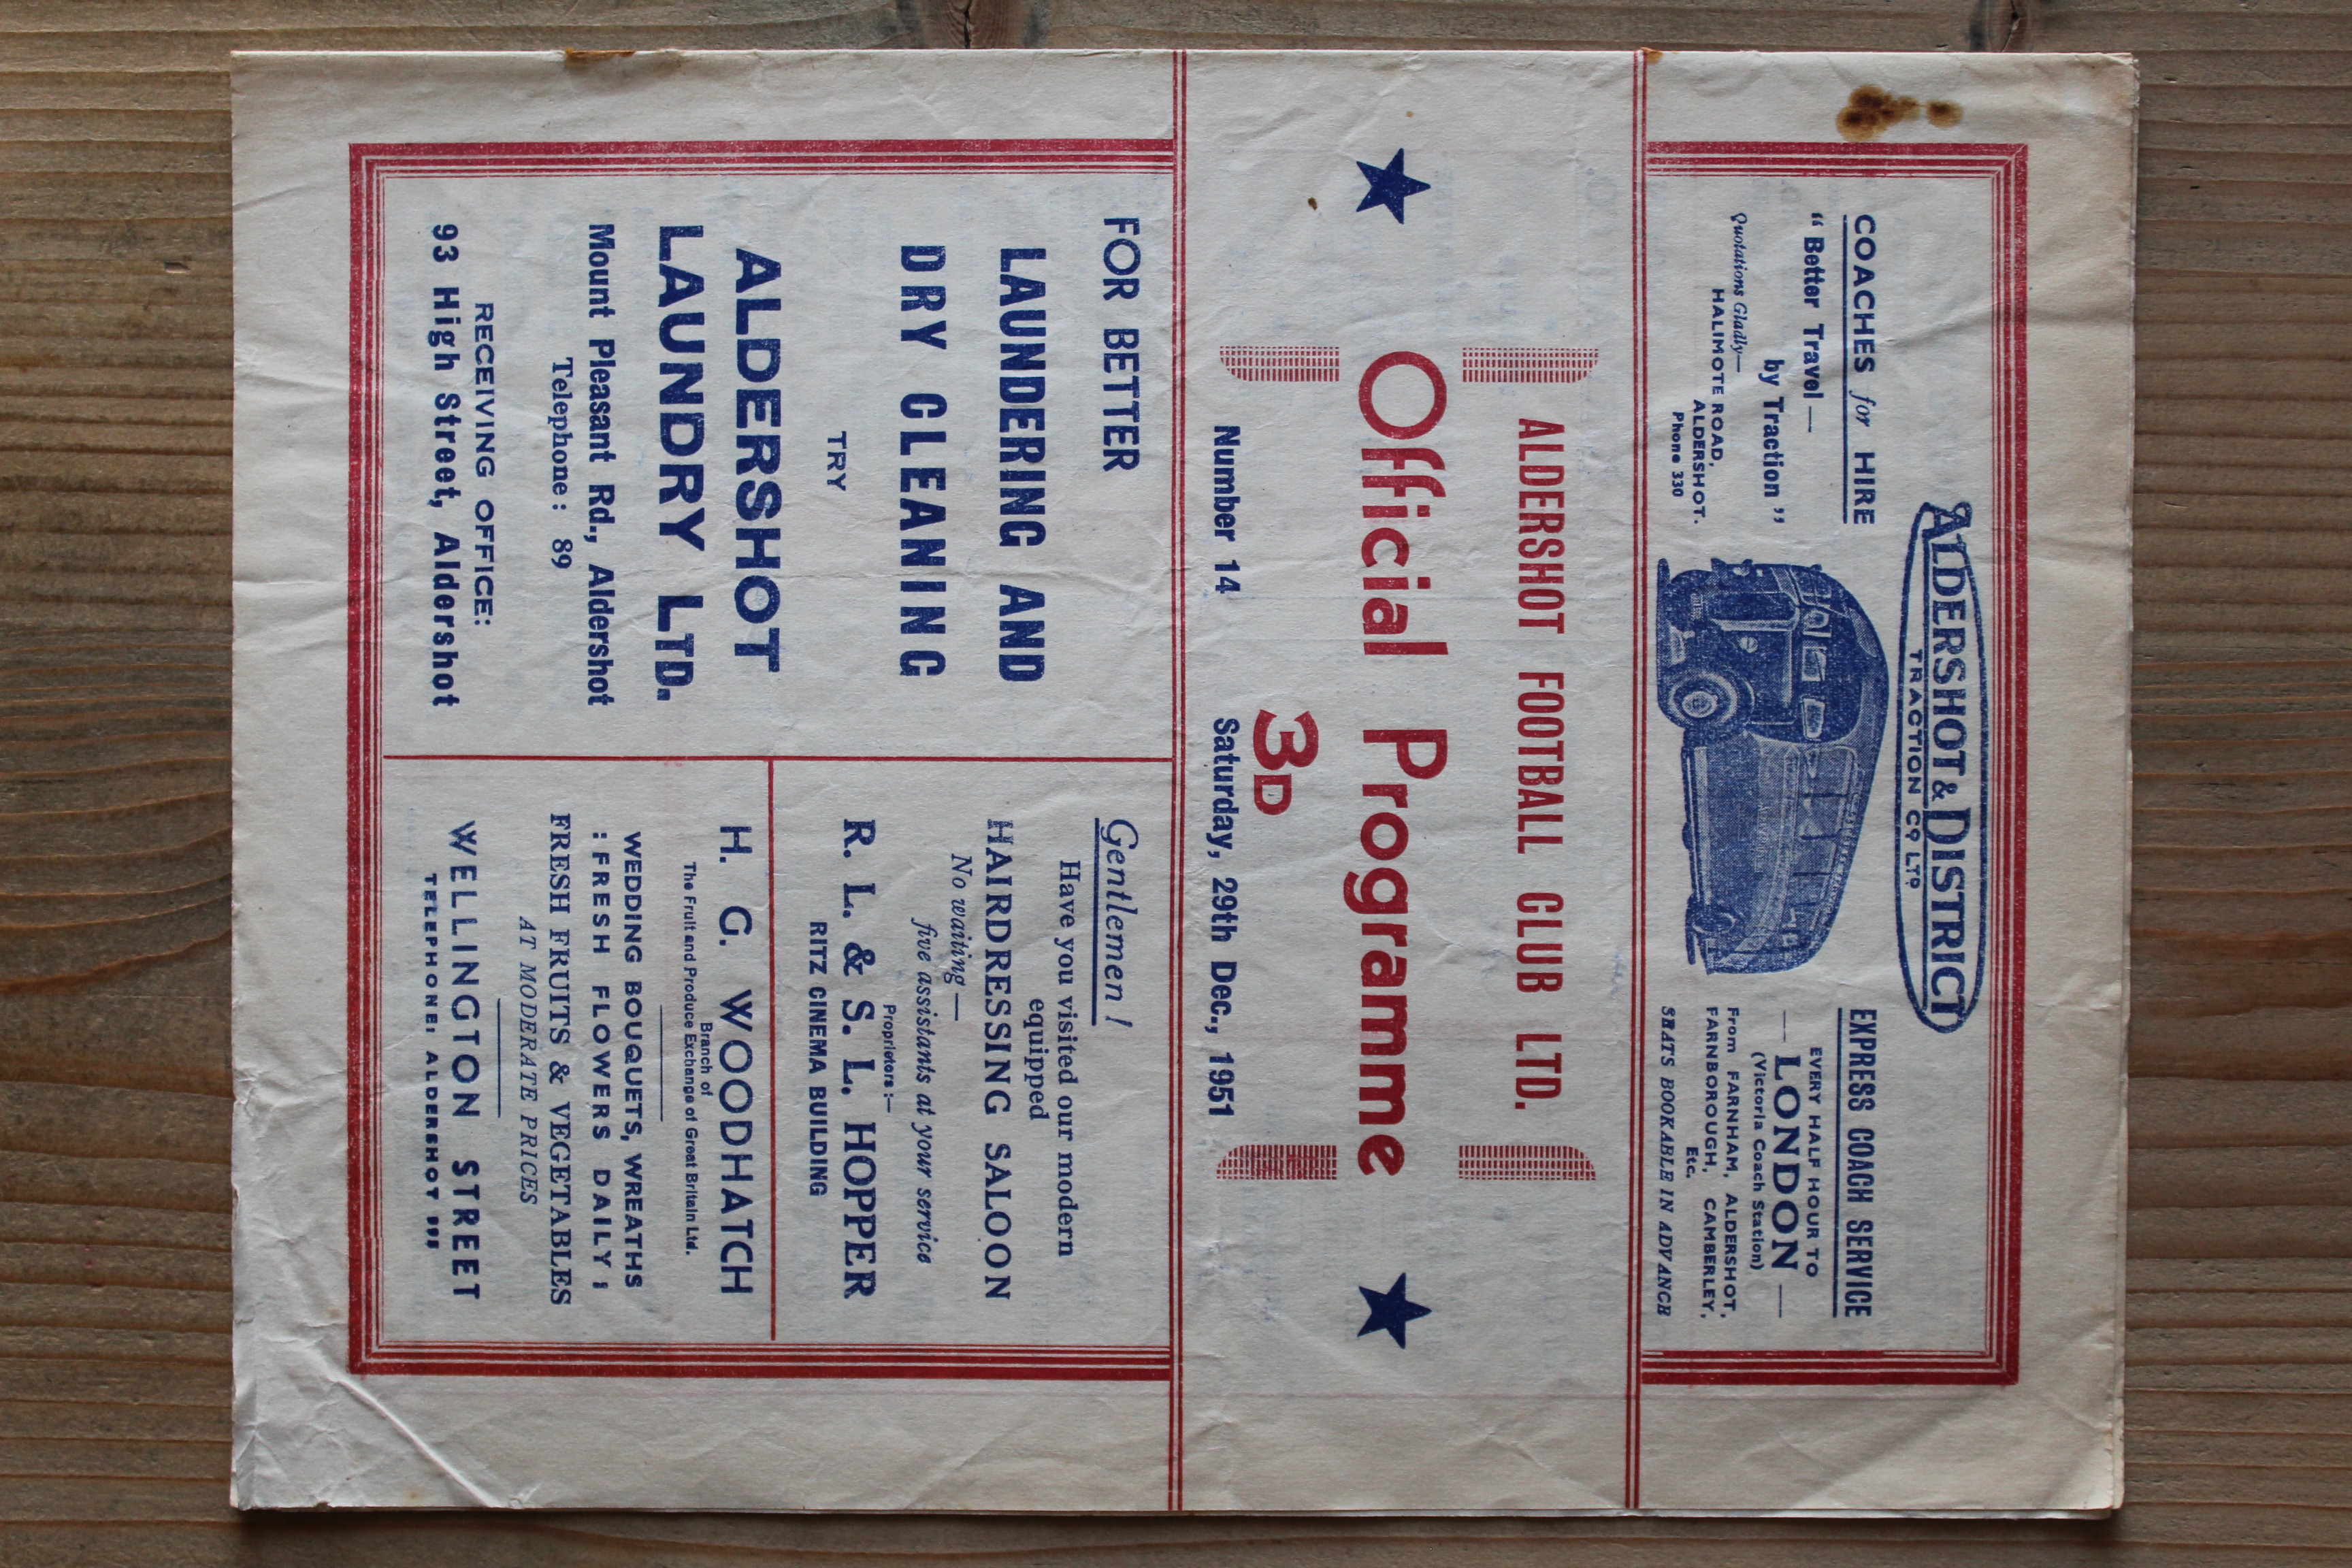 ALDERSHOT & DISTRICT
TRACTION CO LTD
COACHES for HIRE
“ Better Travel —
by Traction ”
Quotations Gladly—
HALIMOTE ROAD,
ALDERSHOT.
Phone 330
EXPRESS COACH SERVICE
EVERY HALF HOUR TO
— LONDON —
(Victoria Coach Station)
From FARNHAM, ALDERSHOT,
FARNBOROUGH, CAMBERLEY,
Etc.
SEATS BOOKABLE IN ADVANCE
ALDERSHOT FOOTBALL CLUB LTD.
Official Programme
3D
Number 14
Saturday, 29th Dec., 1951
FOR BETTER
LAUNDERING AND
DRY CLEANING
TRY
ALDERSHOT
LAUNDRY LTD.
Mount Pleasant Rd., Aldershot
Telephone : 89
RECEIVING OFFICE:
93 High Street, Aldershot
Gentlemen !
Have you visited our modern
equipped
HAIRDRESSING SALOON
No waiting —
five assistants at your service
Proprietors :—
R. L. & S. L. HOPPER
RITZ CINEMA BUILDING
H. G. WOODHATCH
Branch of
The Fruit and Produce Exchange of Great Britain Ltd.
WEDDING BOUQUETS, WREATHS
: FRESH FLOWERS DAILY :
FRESH FRUITS & VEGETABLES
AT MODERATE PRICES
WELLINGTON STREET
TELEPHONE: ALDERSHOT